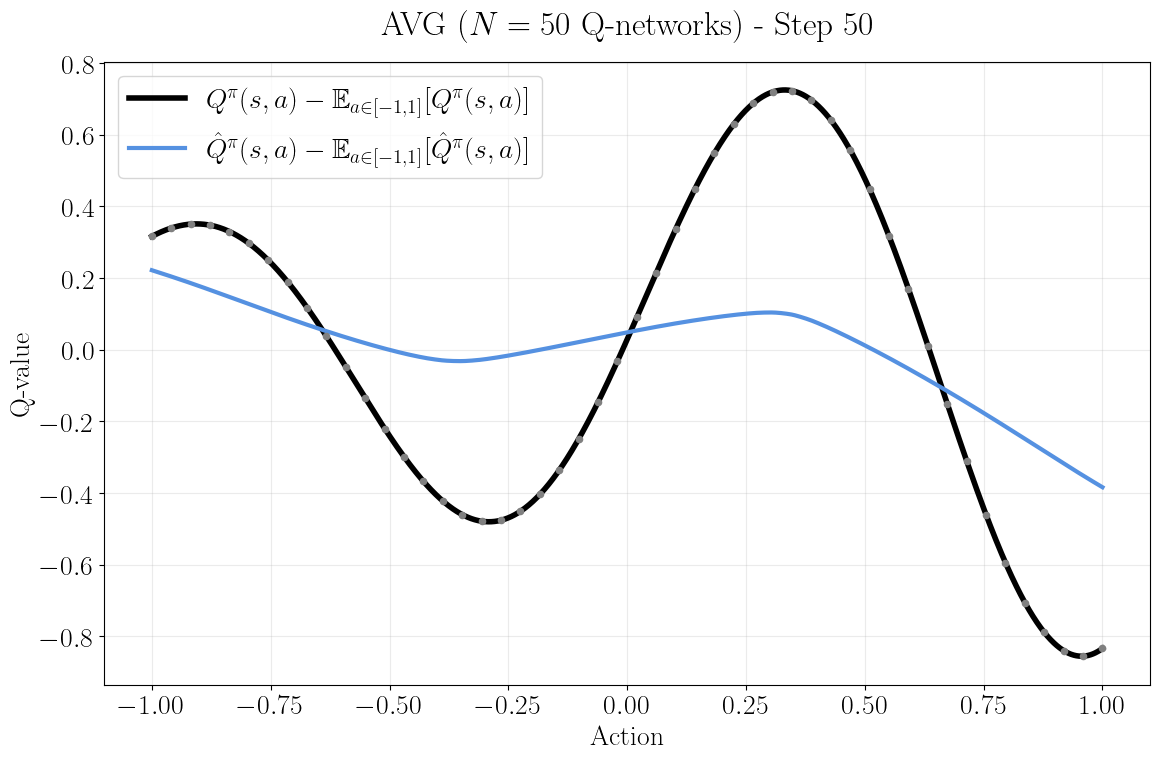 AVG (N = 50 Q-networks) - Step 50
Q^π(s, a) − 𝔼_{a∈[−1,1]}[Q^π(s, a)]
Q̂^π(s, a) − 𝔼_{a∈[−1,1]}[Q̂^π(s, a)]
0.8
0.6
0.4
0.2
0.0
−0.2
−0.4
−0.6
−0.8
Q-value
−1.00 −0.75 −0.50 −0.25 0.00 0.25 0.50 0.75 1.00
Action